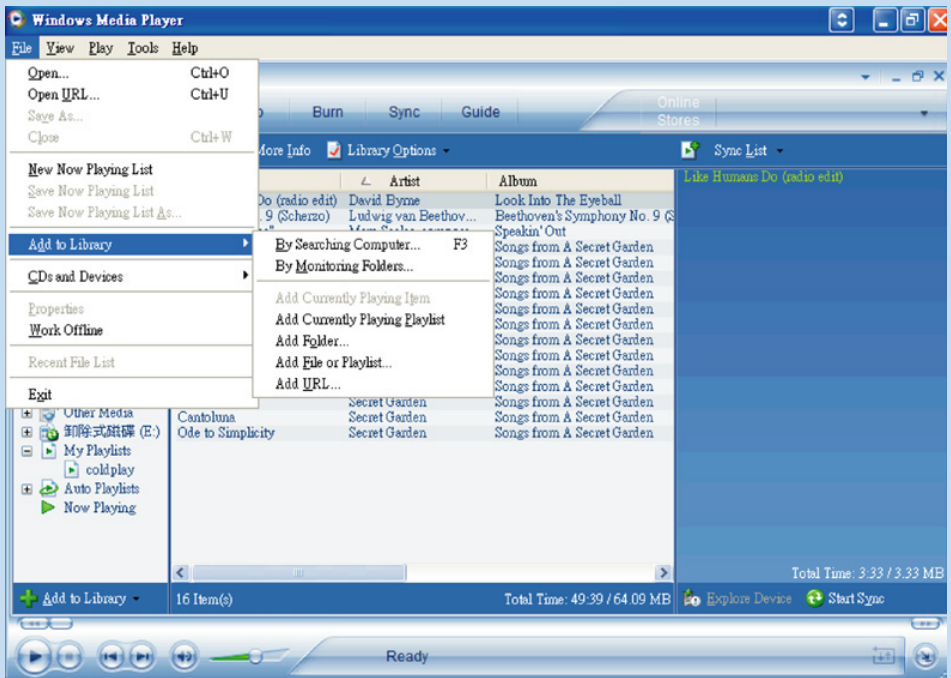 Windows Media Player
File View Play Tools Help
Open... Ctrl+O
Open URL... Ctrl+U
Save As...
Close Ctrl+W
New Now Playing List
Save Now Playing List
Save Now Playing List As...
Add to Library
CDs and Devices
Properties
Work Offline
Recent File List
Exit
By Searching Computer... F3
By Monitoring Folders...
Add Currently Playing Item
Add Currently Playing Playlist
Add Folder...
Add File or Playlist...
Add URL...
Burn Sync Guide
Online
Stores
More Info Library Options
Sync List
Artist Album
Do (radio edit) David Byrne Look Into The Eyeball
. 9 (Scherzo) Ludwig van Beethov... Beethoven's Symphony No. 9 (S
Speakin' Out
Songs from A Secret Garden
Songs from A Secret Garden
Songs from A Secret Garden
Songs from A Secret Garden
Songs from A Secret Garden
Songs from A Secret Garden
Songs from A Secret Garden
Songs from A Secret Garden
Songs from A Secret Garden
Songs from A Secret Garden
Secret Garden Songs from A Secret Garden
Cantoluna Secret Garden Songs from A Secret Garden
Ode to Simplicity Secret Garden Songs from A Secret Garden
Like Humans Do (radio edit)
Other Media
卸除式磁碟 (E:)
My Playlists
coldplay
Auto Playlists
Now Playing
Total Time: 3:33 / 3.33 MB
Add to Library
16 Item(s)
Total Time: 49:39 / 64.09 MB
Explore Device Start Sync
Ready